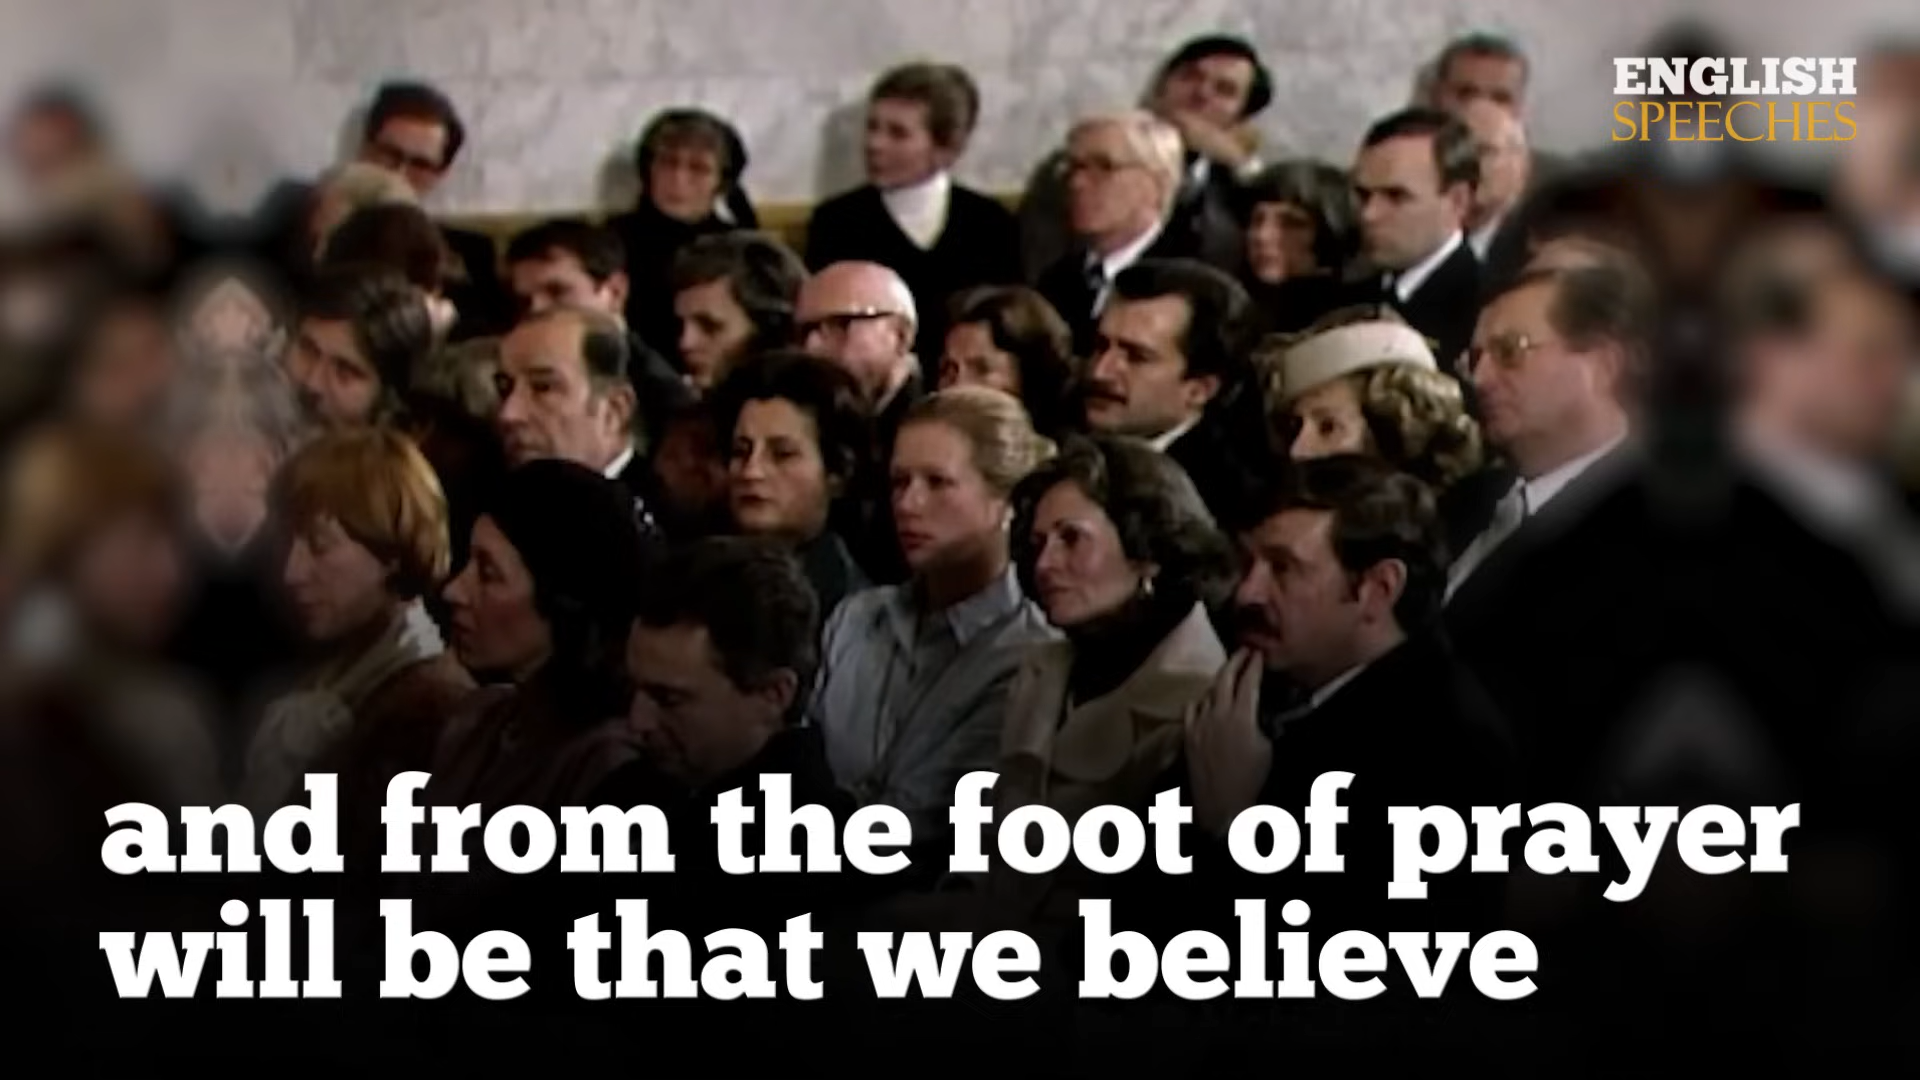 ENGLISH
SPEECHES
and from the foot of prayer
will be that we believe